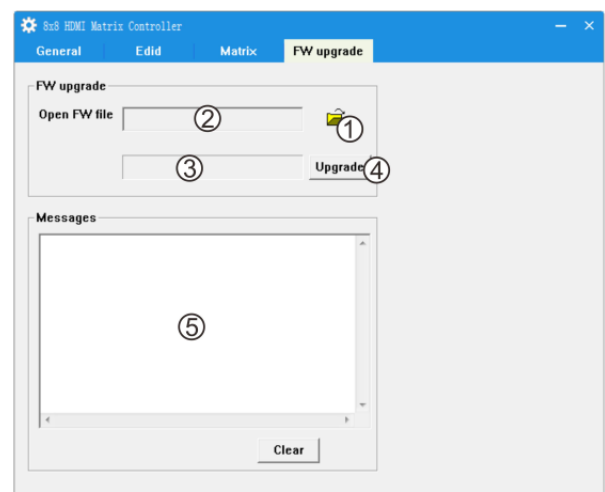 8x8 HDMI Matrix Controller
General Edid Matrix FW upgrade
FW upgrade
Open FW file ② ①
③ Upgrade ④
Messages
⑤
Clear